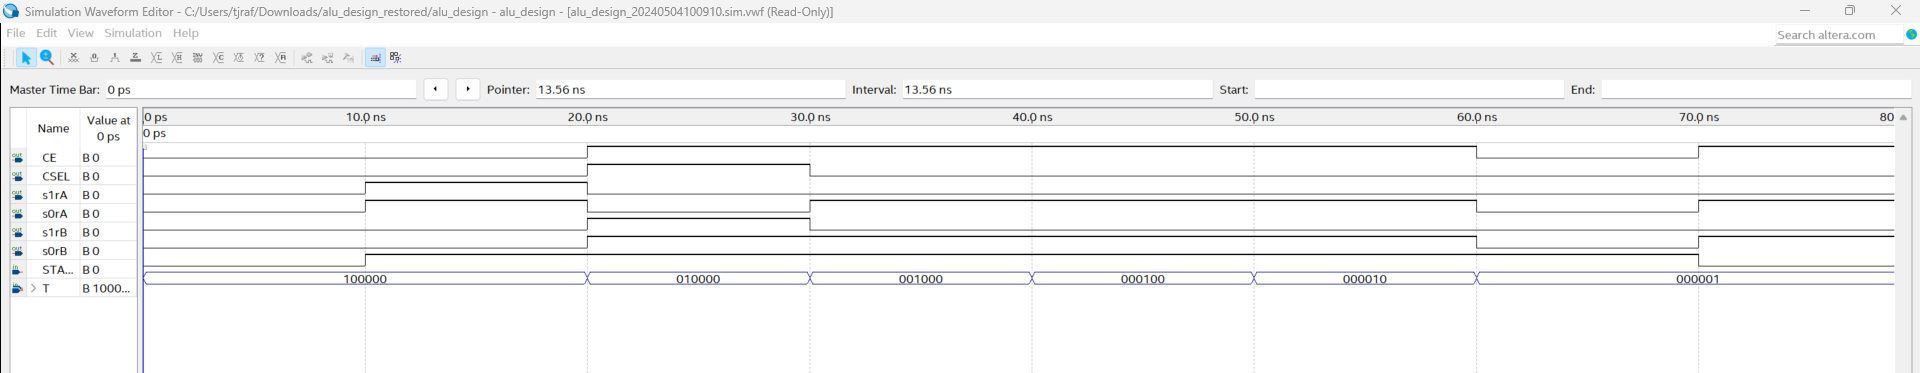 Simulation Waveform Editor - C:/Users/tjraf/Downloads/alu_design_restored/alu_design - alu_design - [alu_design_20240504100910.sim.vwf (Read-Only)]
File Edit View Simulation Help
Search altera.com
Master Time Bar: 0 ps Pointer: 13.56 ns Interval: 13.56 ns Start: End:
Name Value at 0 ps
0 ps 10.0 ns 20.0 ns 30.0 ns 40.0 ns 50.0 ns 60.0 ns 70.0 ns 80
0 ps
CE B 0
CSEL B 0
s1rA B 0
s0rA B 0
s1rB B 0
s0rB B 0
STA... B 0
T B 1000... 100000 010000 001000 000100 000010 000001